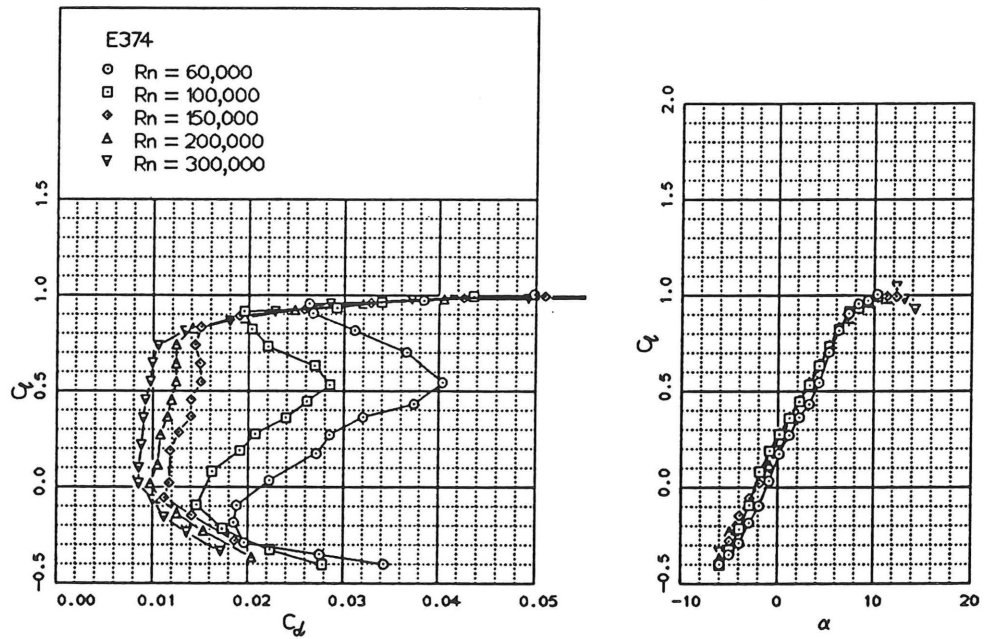 E374
Rn = 60,000
Rn = 100,000
Rn = 150,000
Rn = 200,000
Rn = 300,000
1.5
1.0
0.5
0.0
-0.5
Cl
0.00 0.01 0.02 0.03 0.04 0.05
Cd
2.0
1.5
1.0
0.5
0.0
-0.5
Cl
-10 0 10 20
α